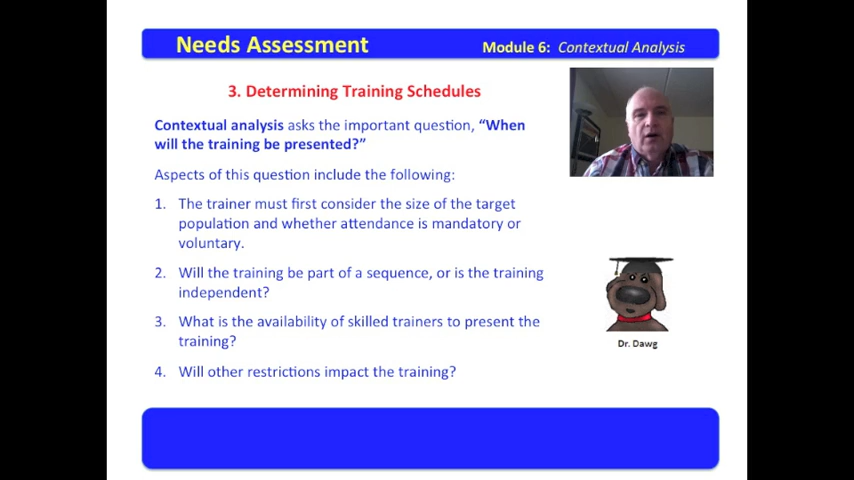 Needs Assessment
Module 6: Contextual Analysis
3. Determining Training Schedules
Contextual analysis asks the important question, “When
will the training be presented?”
Aspects of this question include the following:
1. The trainer must first consider the size of the target
population and whether attendance is mandatory or
voluntary.
2. Will the training be part of a sequence, or is the training
independent?
3. What is the availability of skilled trainers to present the
training?
4. Will other restrictions impact the training?
Dr. Dawg